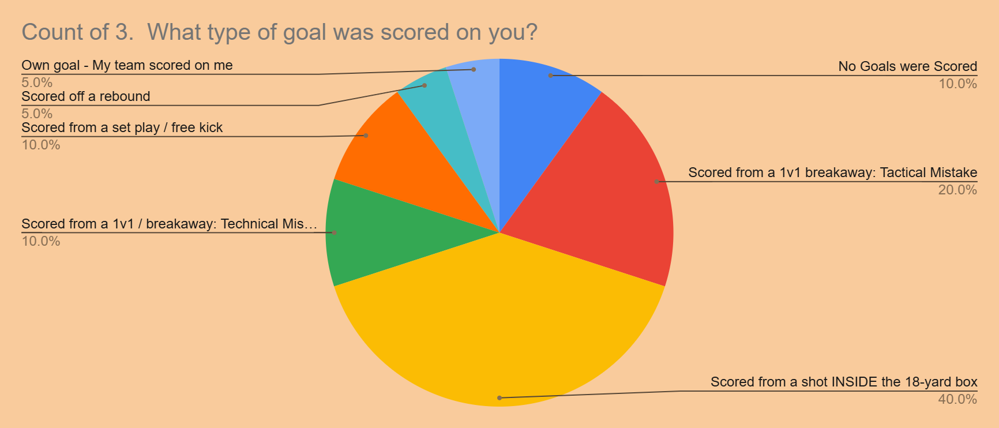 Count of 3.  What type of goal was scored on you?
Own goal - My team scored on me
5.0%
Scored off a rebound
5.0%
Scored from a set play / free kick
10.0%
Scored from a 1v1 / breakaway: Technical Mis…
10.0%
No Goals were Scored
10.0%
Scored from a 1v1 breakaway: Tactical Mistake
20.0%
Scored from a shot INSIDE the 18-yard box
40.0%